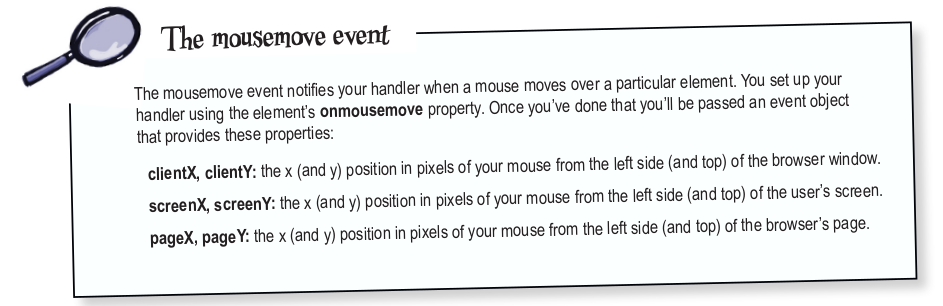 The mousemove event
The mousemove event notifies your handler when a mouse moves over a particular element. You set up your
handler using the element's onmousemove property. Once you've done that you'll be passed an event object
that provides these properties:
clientX, clientY: the x (and y) position in pixels of your mouse from the left side (and top) of the browser window.
screenX, screenY: the x (and y) position in pixels of your mouse from the left side (and top) of the user's screen.
pageX, pageY: the x (and y) position in pixels of your mouse from the left side (and top) of the browser's page.